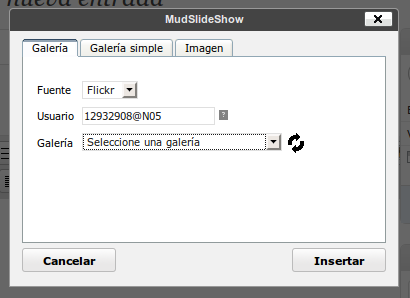 nueva entrada
MudSlideShow
Galería Galería simple Imagen
Fuente Flickr
Usuario 12932908@N05 ?
Galería Seleccione una galería
Cancelar Insertar